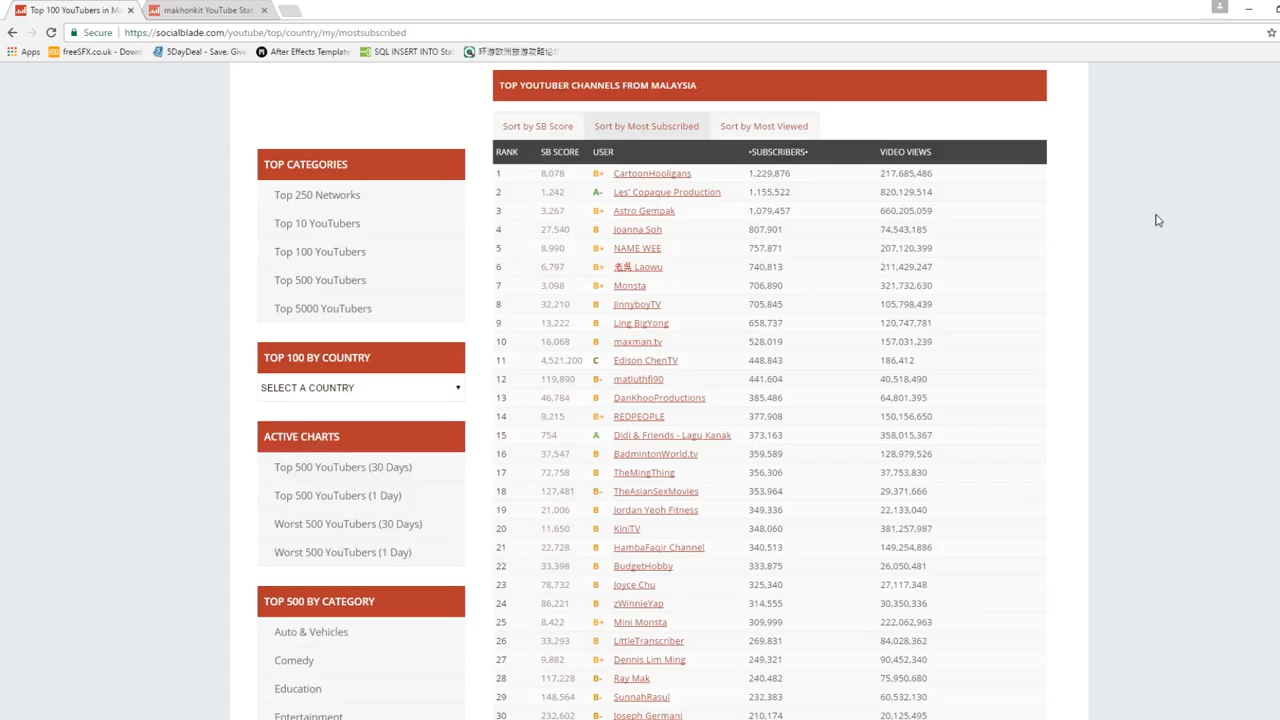 Top 100 YouTubers in Ma
makhonkit YouTube Stat
Secure
https://socialblade.com/youtube/top/country/my/mostsubscribed
Apps
freeSFX.co.uk - Down
5DayDeal - Save, Give
After Effects Template
SQL INSERT INTO Sta
环游欧洲旅游攻略论
TOP YOUTUBER CHANNELS FROM MALAYSIA
Sort by SB Score Sort by Most Subscribed Sort by Most Viewed
RANK SB SCORE USER •SUBSCRIBERS• VIDEO VIEWS
1 8,078 B+ CartoonHooligans 1,229,876 217,685,486
2 1,242 A- Les' Copaque Production 1,155,522 820,129,514
3 3,267 B+ Astro Gempak 1,079,457 660,205,059
4 27,540 B Joanna Soh 807,901 74,543,185
5 8,990 B+ NAME WEE 757,871 207,120,399
6 6,797 B+ 老吳 Laowu 740,813 211,429,247
7 3,098 B+ Monsta 706,890 321,732,630
8 32,210 B JinnyboyTV 705,845 105,798,439
9 13,222 B Ling BigYong 658,737 120,747,781
10 16,068 B maxman.tv 528,019 157,031,239
11 4,521,200 C Edison ChenTV 448,843 186,412
12 119,890 B- matluthfi90 441,604 40,518,490
13 46,784 B DanKhooProductions 385,486 64,801,395
14 9,215 B+ REDPEOPLE 377,908 150,156,650
15 754 A Didi & Friends - Lagu Kanak 373,163 358,015,367
16 37,547 B BadmintonWorld.tv 359,589 128,979,526
17 72,758 B TheMingThing 356,306 37,753,830
18 127,481 B- TheAsianSexMovies 353,964 29,371,666
19 21,006 B Jordan Yeoh Fitness 349,336 22,133,040
20 11,650 B KiniTV 348,060 381,257,987
21 22,728 B HambaFaqir Channel 340,513 149,254,886
22 33,398 B BudgetHobby 333,875 26,050,481
23 78,732 B Joyce Chu 325,340 27,117,348
24 86,221 B zWinnieYap 314,555 30,350,336
25 8,422 B+ Mini Monsta 309,999 222,062,963
26 33,293 B LittleTranscriber 269,831 84,028,362
27 9,882 B+ Dennis Lim Ming 249,321 90,452,340
28 117,228 B- Ray Mak 240,482 75,950,680
29 148,564 B- SunnahRasul 232,383 60,532,130
30 232,602 B- Joseph Germani 210,174 20,125,495
TOP CATEGORIES
Top 250 Networks
Top 10 YouTubers
Top 100 YouTubers
Top 500 YouTubers
Top 5000 YouTubers
TOP 100 BY COUNTRY
SELECT A COUNTRY
ACTIVE CHARTS
Top 500 YouTubers (30 Days)
Top 500 YouTubers (1 Day)
Worst 500 YouTubers (30 Days)
Worst 500 YouTubers (1 Day)
TOP 500 BY CATEGORY
Auto & Vehicles
Comedy
Education
Entertainment